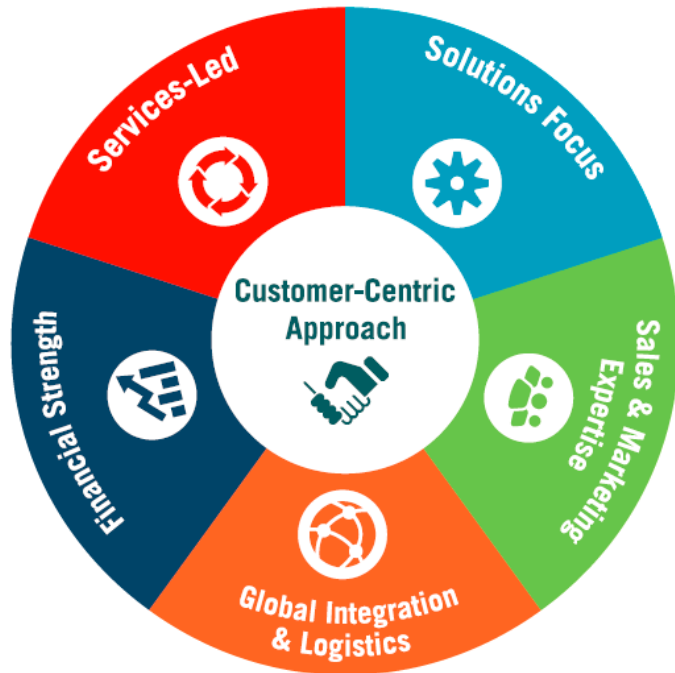 Services-Led
Solutions Focus
Customer-Centric
Approach
Sales & Marketing
Expertise
Financial Strength
Global Integration
& Logistics